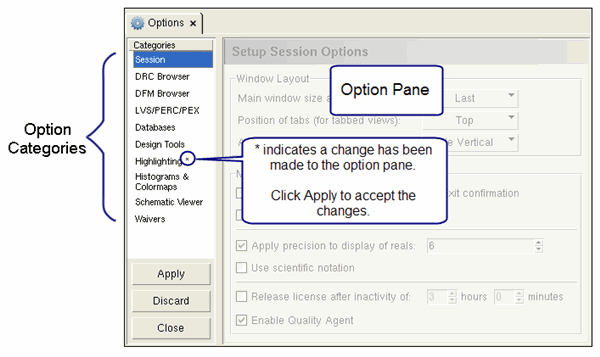 Options ×
Categories
Session
DRC Browser
DFM Browser
LVS/PERC/PEX
Databases
Design Tools
Highlighting *
Histograms &
Colormaps
Schematic Viewer
Waivers
Apply
Discard
Close
Option
Categories
Setup Session Options
Window Layout
Main window size a
Last
Position of tabs (for tabbed views):
Top
A
e Vertical
Option Pane
* indicates a change has been
made to the option pane.
Click Apply to accept the
changes.
xit confirmation
Apply precision to display of reals: 6
Use scientific notation
Release license after inactivity of: 3 hours 0 minutes
Enable Quality Agent